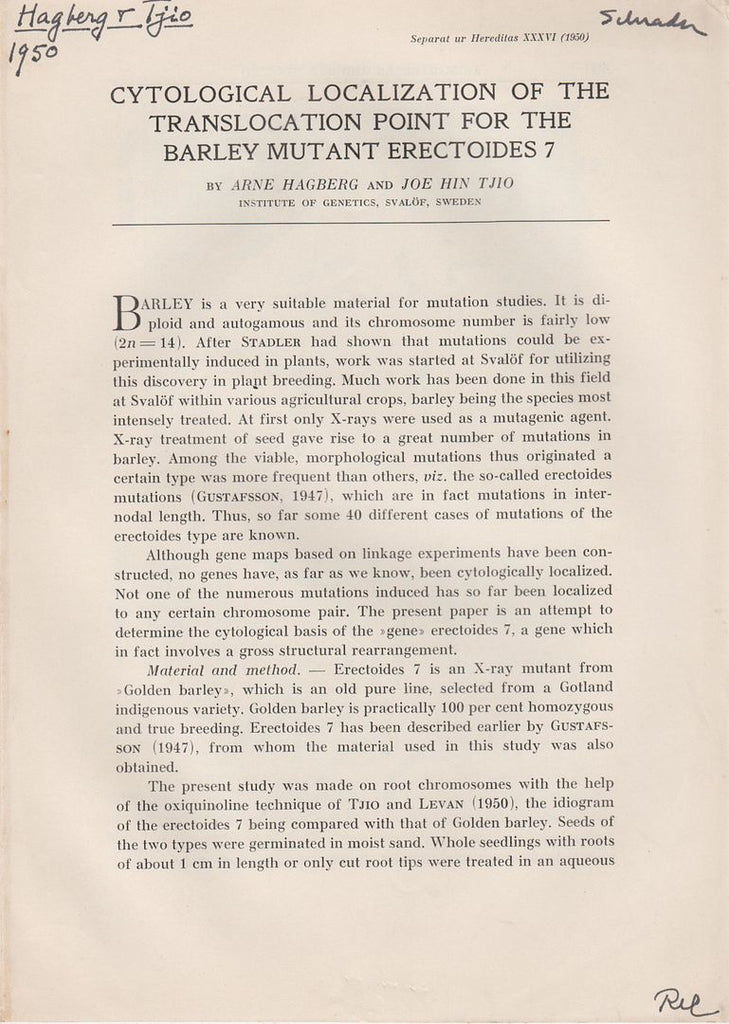 Hagberg & Tjio
1950
Schrader
Separat ur Hereditas XXXVI (1950)
CYTOLOGICAL LOCALIZATION OF THE
TRANSLOCATION POINT FOR THE
BARLEY MUTANT ERECTOIDES 7
BY ARNE HAGBERG AND JOE HIN TJIO
INSTITUTE OF GENETICS, SVALÖF, SWEDEN
BARLEY is a very suitable material for mutation studies. It is di-
ploid and autogamous and its chromosome number is fairly low
(2n = 14). After STADLER had shown that mutations could be ex-
perimentally induced in plants, work was started at Svalöf for utilizing
this discovery in plant breeding. Much work has been done in this field
at Svalöf within various agricultural crops, barley being the species most
intensely treated. At first only X-rays were used as a mutagenic agent.
X-ray treatment of seed gave rise to a great number of mutations in
barley. Among the viable, morphological mutations thus originated a
certain type was more frequent than others, viz. the so-called erectoides
mutations (GUSTAFSSON, 1947), which are in fact mutations in inter-
nodal length. Thus, so far some 40 different cases of mutations of the
erectoides type are known.
Although gene maps based on linkage experiments have been con-
structed, no genes have, as far as we know, been cytologically localized.
Not one of the numerous mutations induced has so far been localized
to any certain chromosome pair. The present paper is an attempt to
determine the cytological basis of the »gene» erectoides 7, a gene which
in fact involves a gross structural rearrangement.
Material and method. — Erectoides 7 is an X-ray mutant from
»Golden barley», which is an old pure line, selected from a Gotland
indigenous variety. Golden barley is practically 100 per cent homozygous
and true breeding. Erectoides 7 has been described earlier by GUSTAFS-
SON (1947), from whom the material used in this study was also
obtained.
The present study was made on root chromosomes with the help
of the oxiquinoline technique of TJIO and LEVAN (1950), the idiogram
of the erectoides 7 being compared with that of Golden barley. Seeds of
the two types were germinated in moist sand. Whole seedlings with roots
of about 1 cm in length or only cut root tips were treated in an aqueous